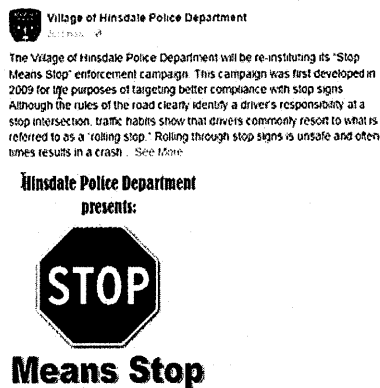 Village of Hinsdale Police Department
The Village of Hinsdale Police Department will be re-instituting its "Stop
Means Stop" enforcement campaign. This campaign was first developed in
2009 for the purposes of targeting better compliance with stop signs
Although the rules of the road clearly identify a driver's responsibility at a
stop intersection, traffic habits show that drivers commonly resort to what is
referred to as a "rolling stop." Rolling through stop signs is unsafe and often
times results in a crash... See More
Hinsdale Police Department
presents:
STOP
Means Stop